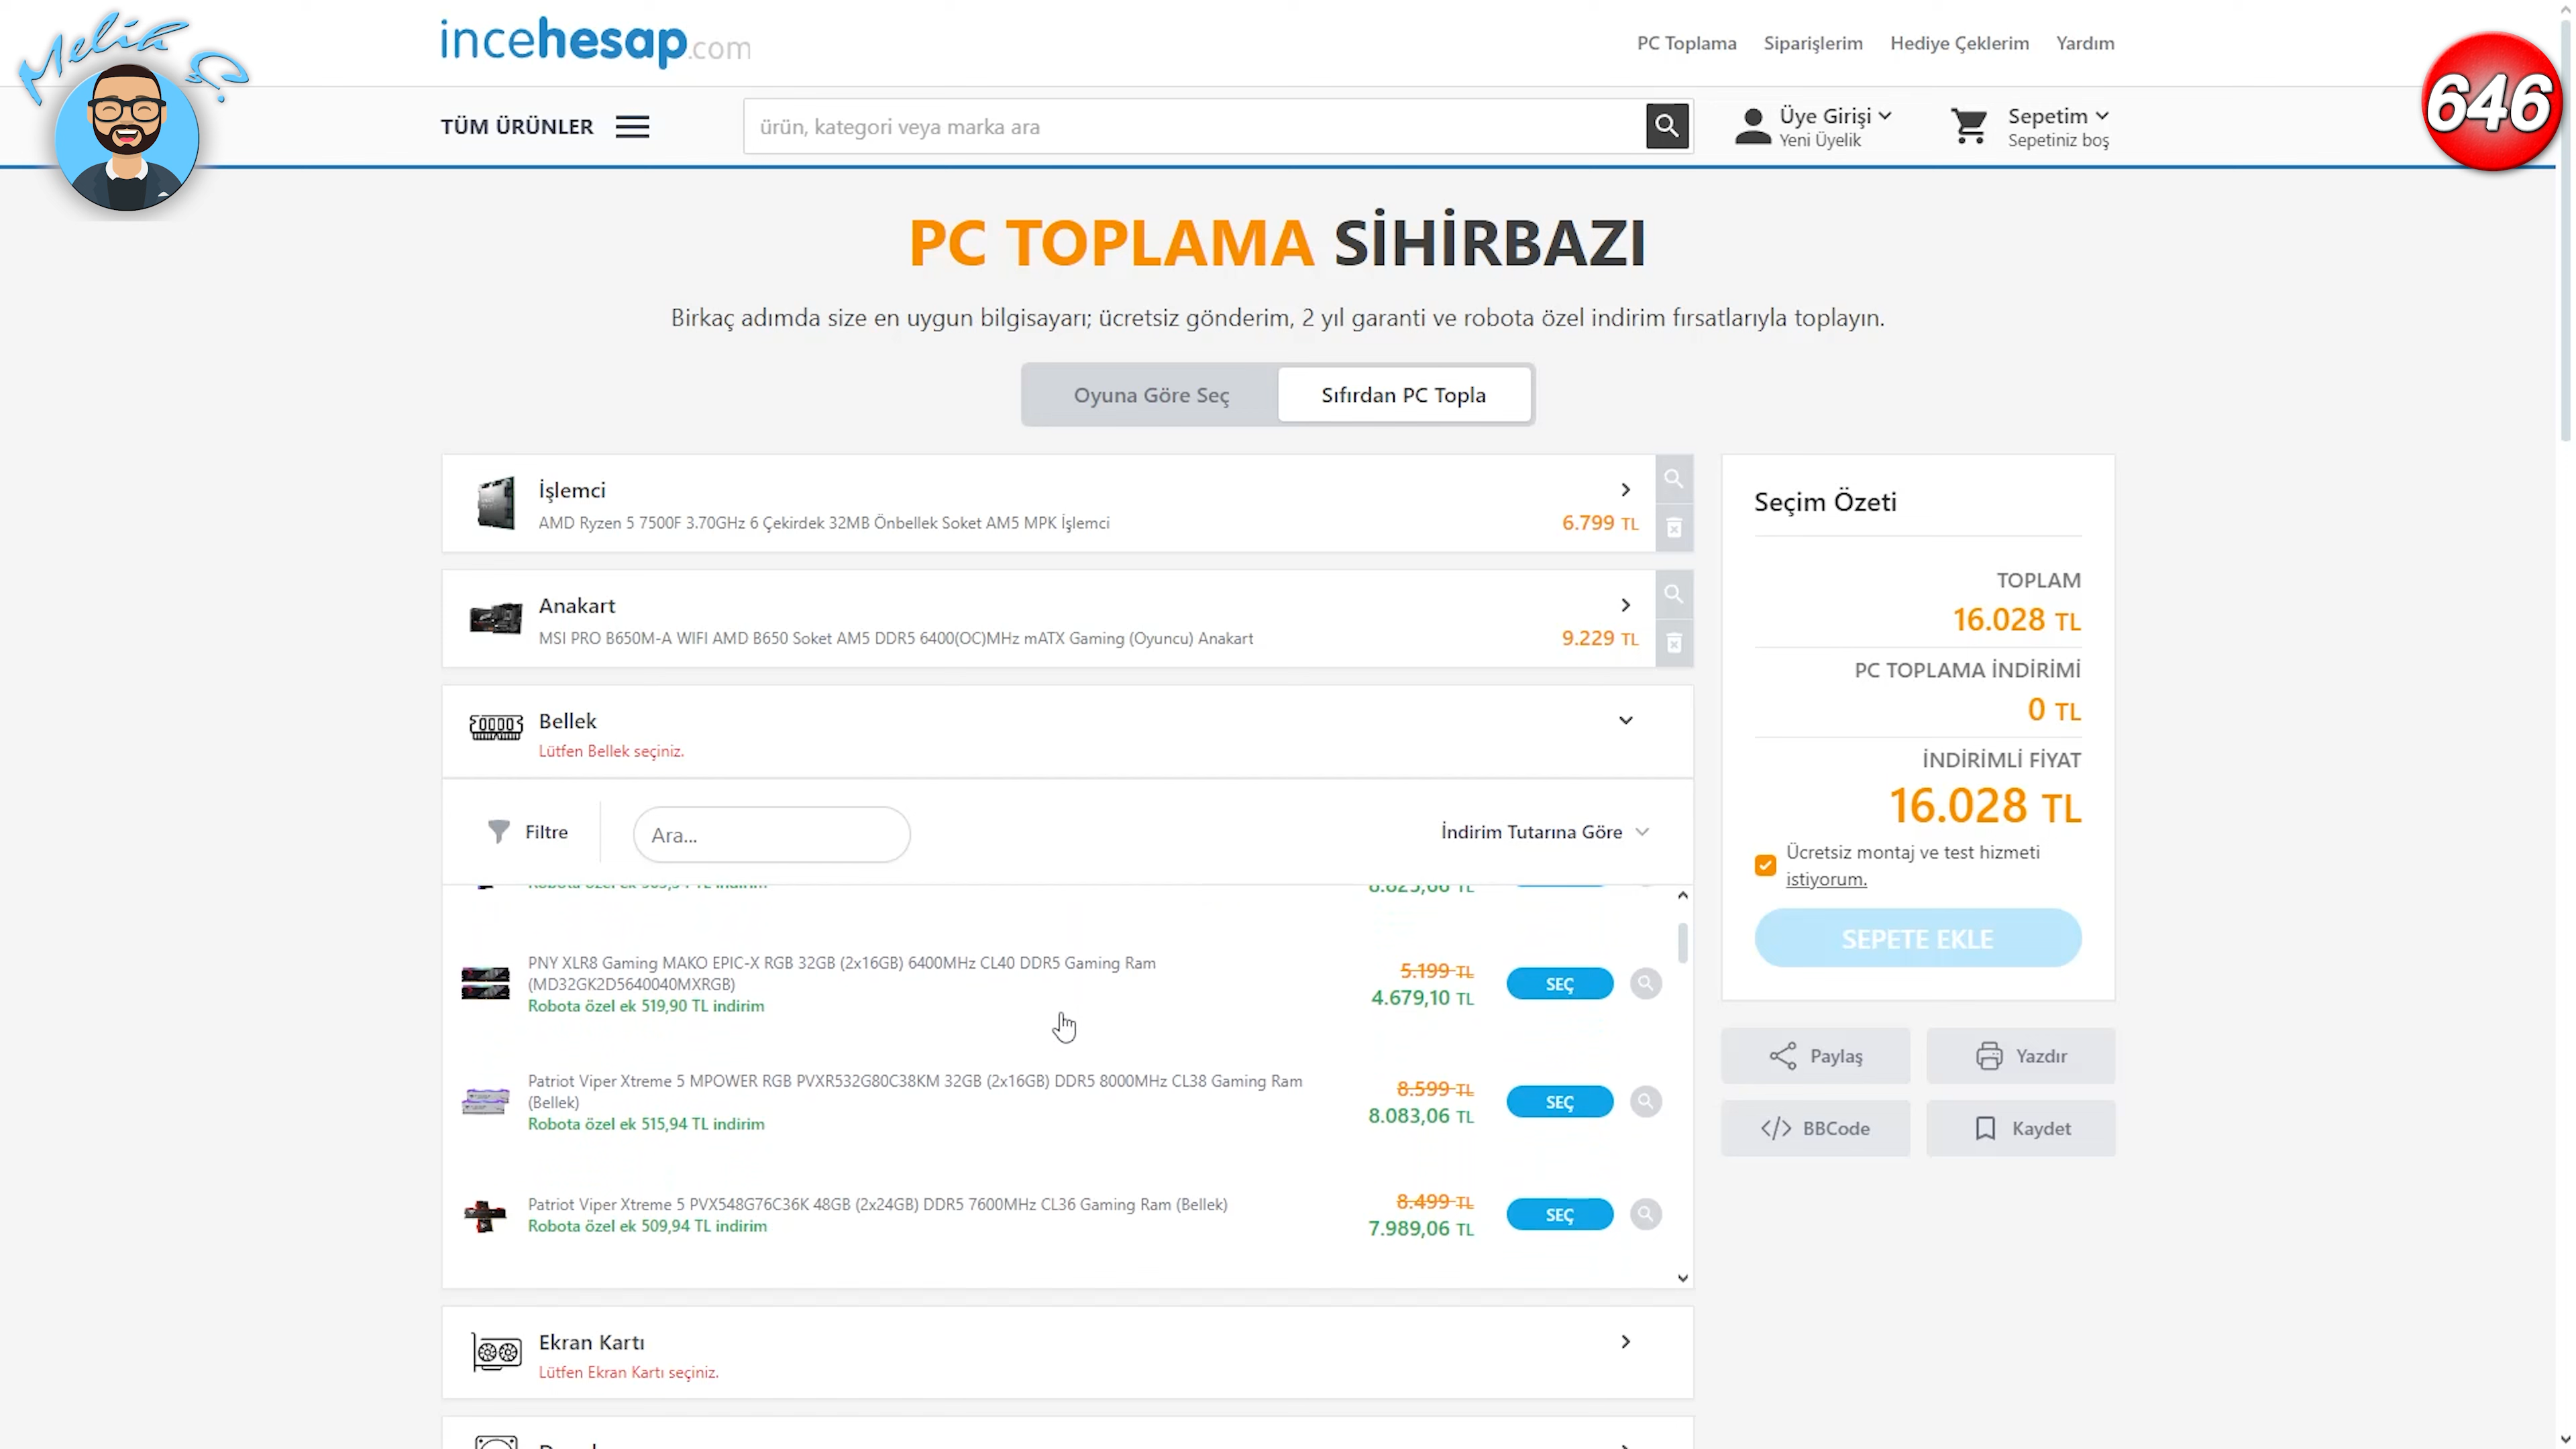 Melih Ç
incehesap.com
PC Toplama Siparişlerim Hediye Çeklerim Yardım
646
TÜM ÜRÜNLER
ürün, kategori veya marka ara
Üye Girişi
Yeni Üyelik
Sepetim
Sepetiniz boş
PC TOPLAMA SİHİRBAZI
Birkaç adımda size en uygun bilgisayarı; ücretsiz gönderim, 2 yıl garanti ve robota özel indirim fırsatlarıyla toplayın.
Oyuna Göre Seç
Sıfırdan PC Topla
İşlemci
AMD Ryzen 5 7500F 3.70GHz 6 Çekirdek 32MB Önbellek Soket AM5 MPK İşlemci
6.799 TL
Anakart
MSI PRO B650M-A WIFI AMD B650 Soket AM5 DDR5 6400(OC)MHz mATX Gaming (Oyuncu) Anakart
9.229 TL
Bellek
Lütfen Bellek seçiniz.
Filtre
Ara...
İndirim Tutarına Göre
PNY XLR8 Gaming MAKO EPIC-X RGB 32GB (2x16GB) 6400MHz CL40 DDR5 Gaming Ram
(MD32GK2D5640040MXRGB)
Robota özel ek 519,90 TL indirim
5.199 TL
4.679,10 TL
SEÇ
Patriot Viper Xtreme 5 MPOWER RGB PVXR532G80C38KM 32GB (2x16GB) DDR5 8000MHz CL38 Gaming Ram
(Bellek)
Robota özel ek 515,94 TL indirim
8.599 TL
8.083,06 TL
SEÇ
Patriot Viper Xtreme 5 PVX548G76C36K 48GB (2x24GB) DDR5 7600MHz CL36 Gaming Ram (Bellek)
Robota özel ek 509,94 TL indirim
8.499 TL
7.989,06 TL
SEÇ
Ekran Kartı
Lütfen Ekran Kartı seçiniz.
Seçim Özeti
TOPLAM
16.028 TL
PC TOPLAMA İNDİRİMİ
0 TL
İNDİRİMLİ FİYAT
16.028 TL
Ücretsiz montaj ve test hizmeti
istiyorum.
SEPETE EKLE
Paylaş
Yazdır
BBCode
Kaydet